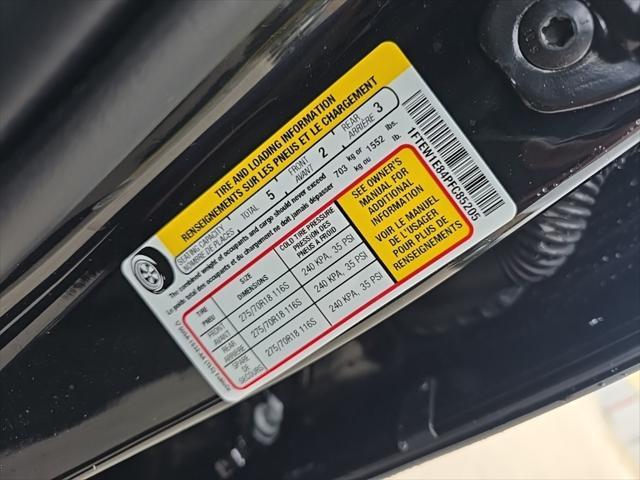 TIRE AND LOADING INFORMATION
RENSEIGNEMENTS SUR LES PNEUS ET LE CHARGEMENT
SEATING CAPACITY TOTAL 5 FRONT 2 REAR 3
NOMBRE DE PLACES AVANT ARRIÈRE
The combined weight of occupants and cargo should never exceed 703 kg or 1552 lbs.
Le poids total des occupants et du chargement ne doit jamais dépasser kg ou lb.
TIRE SIZE COLD TIRE PRESSURE
PNEU DIMENSIONS PRESSION DES PNEUS A FROID
FRONT 275/70R18 116S 240 KPA, 35 PSI
AVANT
REAR 275/70R18 116S 240 KPA, 35 PSI
ARRIÈRE
SPARE 275/70R18 116S 240 KPA, 35 PSI
DE SECOURS
SEE OWNER'S
MANUAL FOR
ADDITIONAL
INFORMATION
VOIR LE MANUEL
DE L'USAGER
POUR PLUS DE
RENSEIGNEMENTS
1FTEW1E84PFC85205